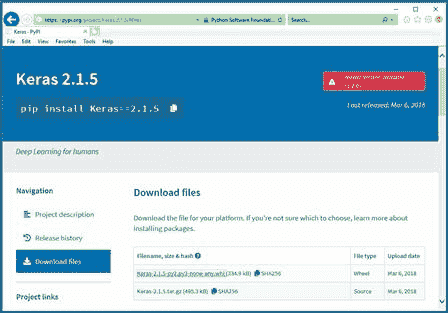 https://pypi.org/project/Keras/2.1.5/#files
Python Software Foundat...
Search...
Keras · PyPI
File Edit View Favorites Tools Help
Keras 2.1.5
pip install Keras==2.1.5
Last released: Mar 6, 2018
Deep Learning for humans
Navigation
Project description
Release history
Download files
Project links
Download files
Download the file for your platform. If you're not sure which to choose, learn more about
installing packages.
Filename, size & hash File type Upload date
Keras-2.1.5-py2.py3-none-any.whl (334.9 kB) SHA256 Wheel Mar 6, 2018
Keras-2.1.5.tar.gz (495.3 kB) SHA256 Source Mar 6, 2018